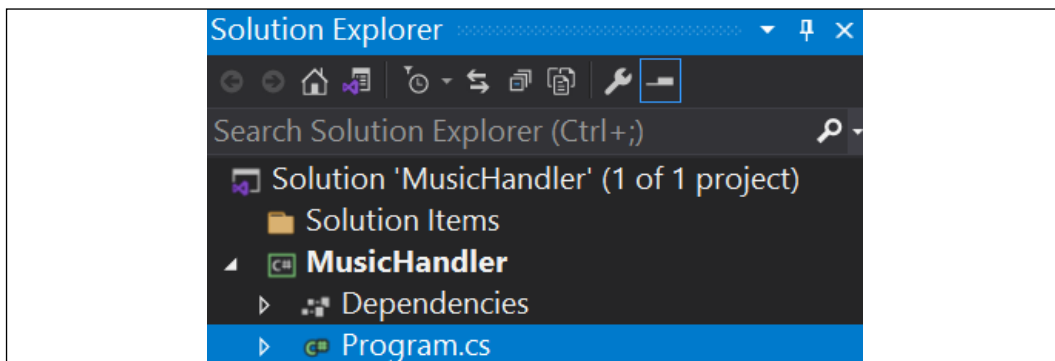 Solution Explorer
Search Solution Explorer (Ctrl+;)
Solution 'MusicHandler' (1 of 1 project)
Solution Items
C# MusicHandler
Dependencies
C# Program.cs